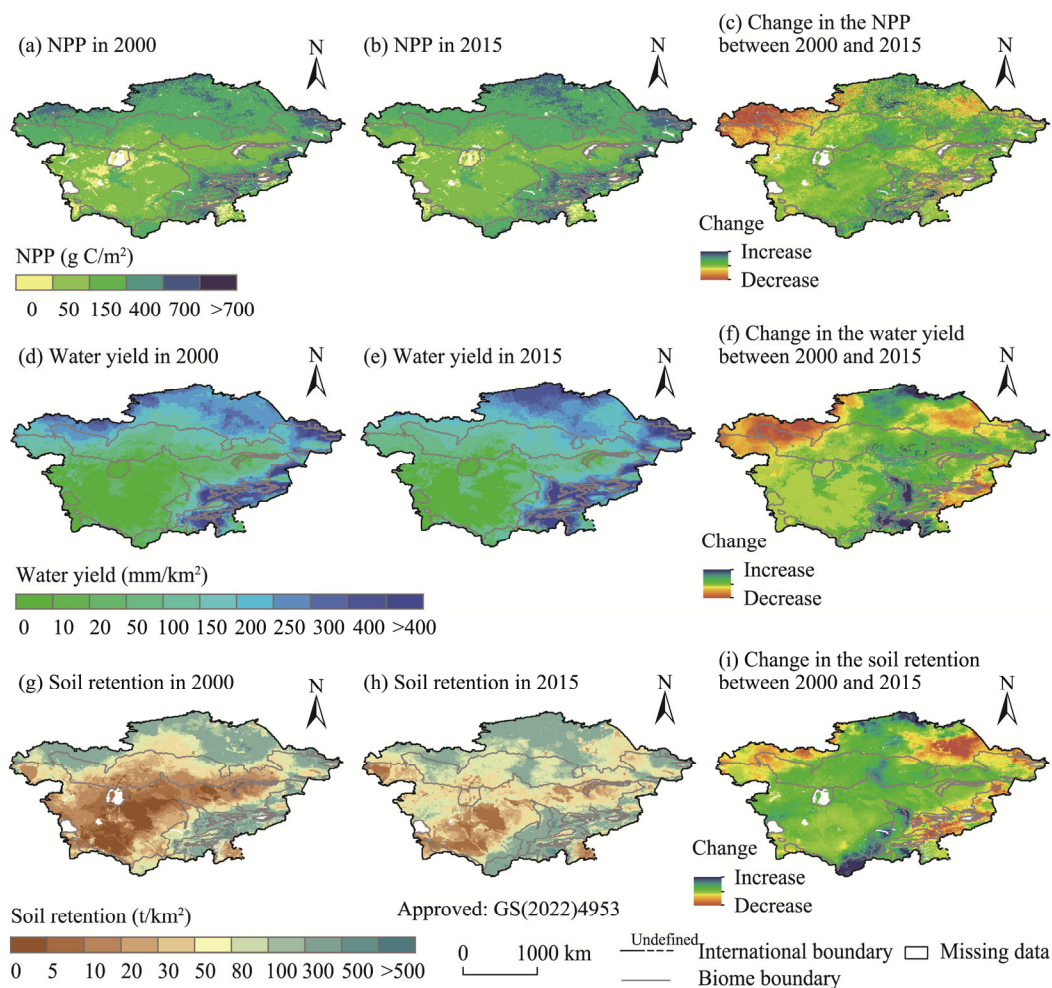 (a) NPP in 2000
N
(b) NPP in 2015
N
(c) Change in the NPP
between 2000 and 2015
N
NPP (g C/m²)
0 50 150 400 700 >700
Change
Increase
Decrease
(d) Water yield in 2000
N
(e) Water yield in 2015
N
(f) Change in the water yield
between 2000 and 2015
N
Water yield (mm/km²)
0 10 20 50 100 150 200 250 300 400 >400
Change
Increase
Decrease
(g) Soil retention in 2000
N
(h) Soil retention in 2015
N
(i) Change in the soil retention
between 2000 and 2015
N
Soil retention (t/km²)
0 5 10 20 30 50 80 100 300 500 >500
Change
Increase
Decrease
Approved: GS(2022)4953
0 1000 km
Undefined
International boundary
Missing data
Biome boundary